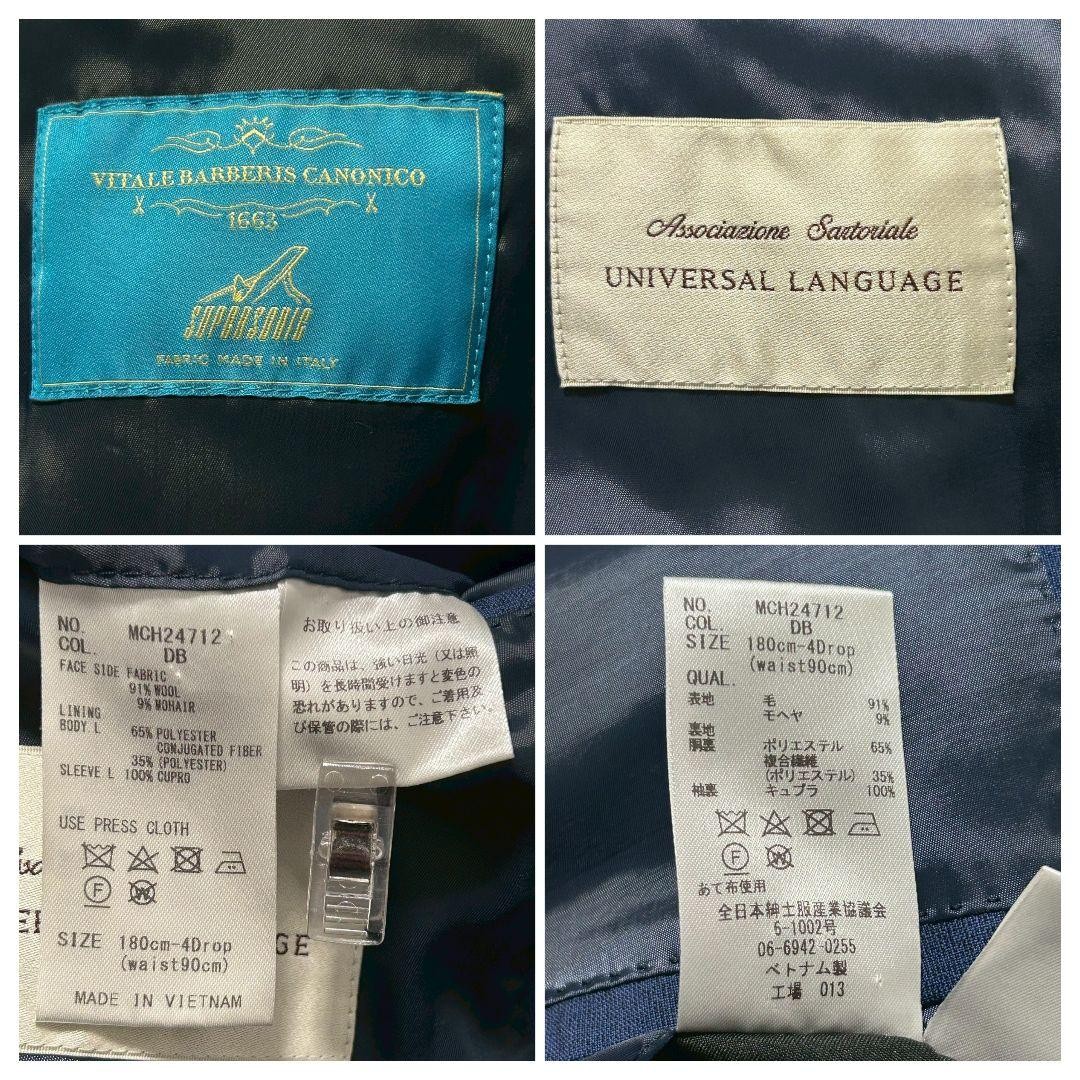 VITALE BARBERIS CANONICO
1663
SUPERSONIC
FABRIC MADE IN ITALY
Associazione Sartoriale
UNIVERSAL LANGUAGE
NO. MCH24712
COL. DB
FACE SIDE FABRIC
91% WOOL
9% MOHAIR
LINING
BODY L 65% POLYESTER
CONJUGATED FIBER
35% (POLYESTER)
SLEEVE L 100% CUPRO
USE PRESS CLOTH
F W
SIZE 180cm-4Drop
(waist90cm)
MADE IN VIETNAM
お取り扱い上の御注意
この商品は、強い日光(又は照
明)を長時間受けますと変色の
恐れがありますので、ご着用及
び保管の際には、ご注意下さい。
GE
NO. MCH24712
COL. DB
SIZE 180cm-4Drop
(waist90cm)
QUAL.
表地 毛 91%
モヘヤ 9%
裏地
胴裏 ポリエステル 65%
複合繊維
(ポリエステル) 35%
袖裏 キュプラ 100%
F W
あて布使用
全日本紳士服産業協議会
6-1002号
06-6942-0255
ベトナム製
工場 013